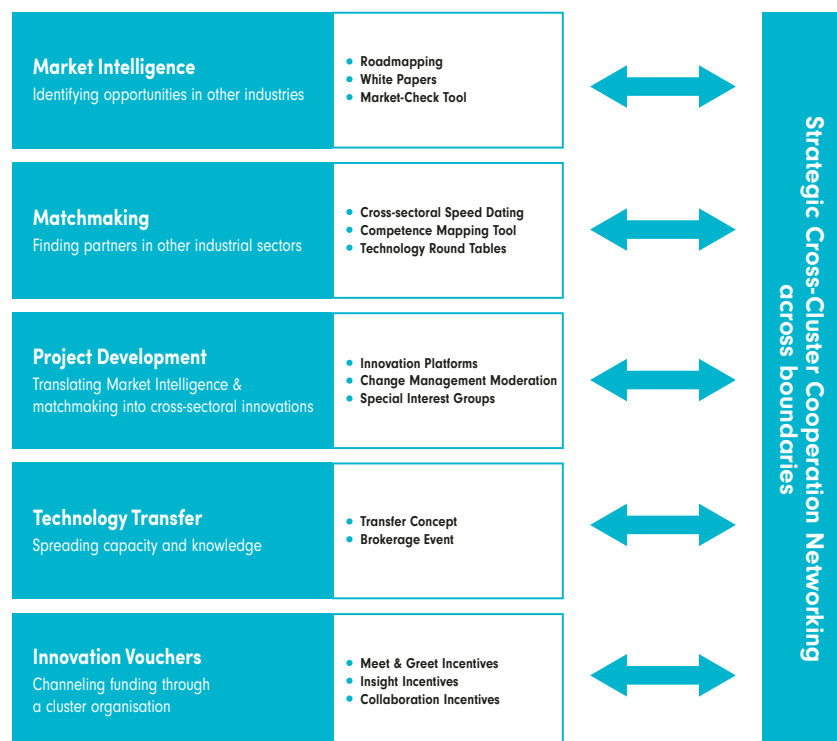 Market Intelligence
Identifying opportunities in other industries
• Roadmapping
• White Papers
• Market-Check Tool
Matchmaking
Finding partners in other industrial sectors
• Cross-sectoral Speed Dating
• Competence Mapping Tool
• Technology Round Tables
Project Development
Translating Market Intelligence &
matchmaking into cross-sectoral innovations
• Innovation Platforms
• Change Management Moderation
• Special Interest Groups
Technology Transfer
Spreading capacity and knowledge
• Transfer Concept
• Brokerage Event
Innovation Vouchers
Channeling funding through
a cluster organisation
• Meet & Greet Incentives
• Insight Incentives
• Collaboration Incentives
Strategic Cross-Cluster Cooperation Networking
across boundaries